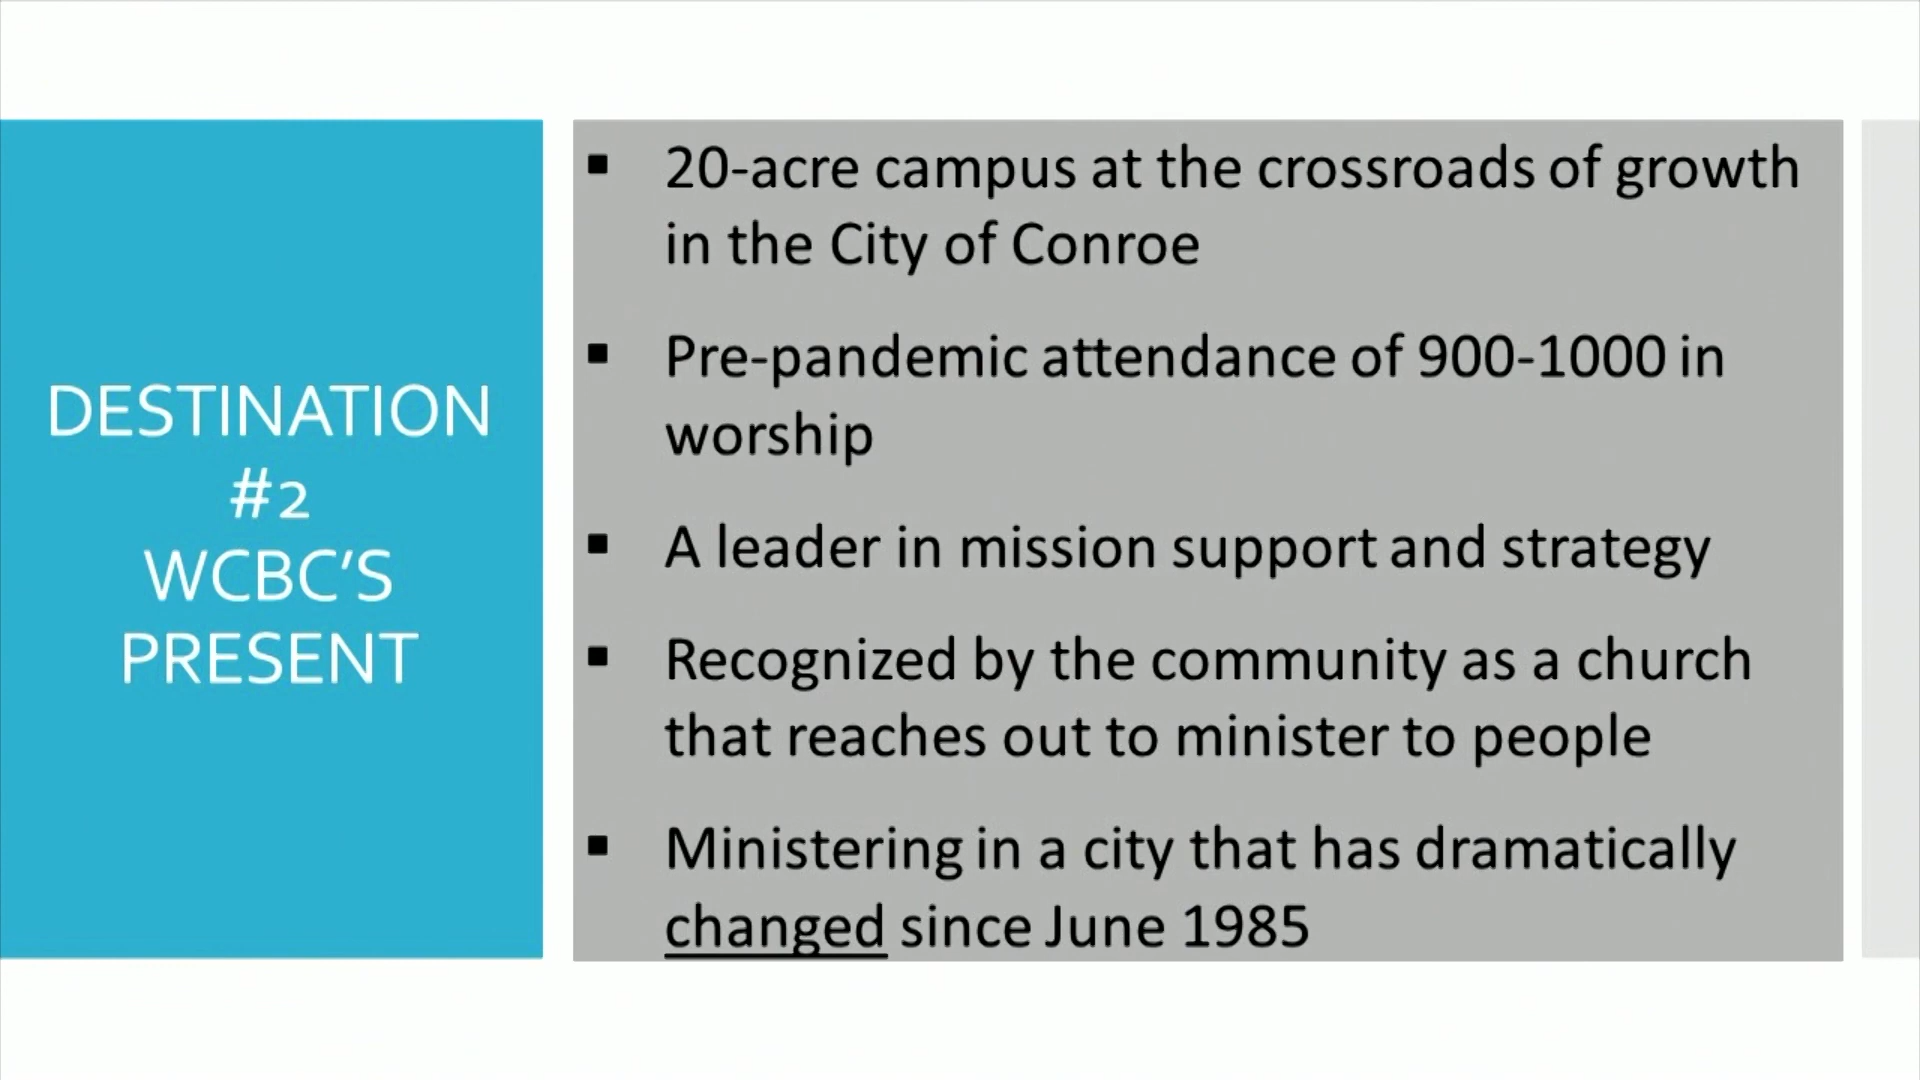 DESTINATION
#2
WCBC'S
PRESENT
▪ 20-acre campus at the crossroads of growth
in the City of Conroe
▪ Pre-pandemic attendance of 900-1000 in
worship
▪ A leader in mission support and strategy
▪ Recognized by the community as a church
that reaches out to minister to people
▪ Ministering in a city that has dramatically
changed since June 1985